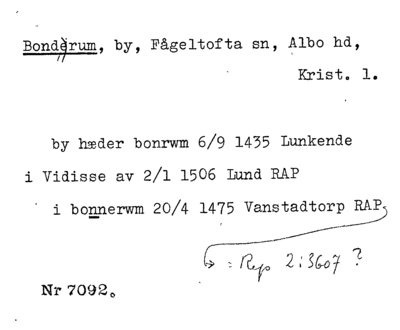 Bonderum, by, Fågeltofta sn, Albo hd,
Krist. l.
by hæder bonrwm 6/9 1435 Lunkende
i Vidisse av 2/1 1506 Lund RAP
i bonnerwm 20/4 1475 Vanstadtorp RAP
= Rep 2:3607 ?
Nr 7092.